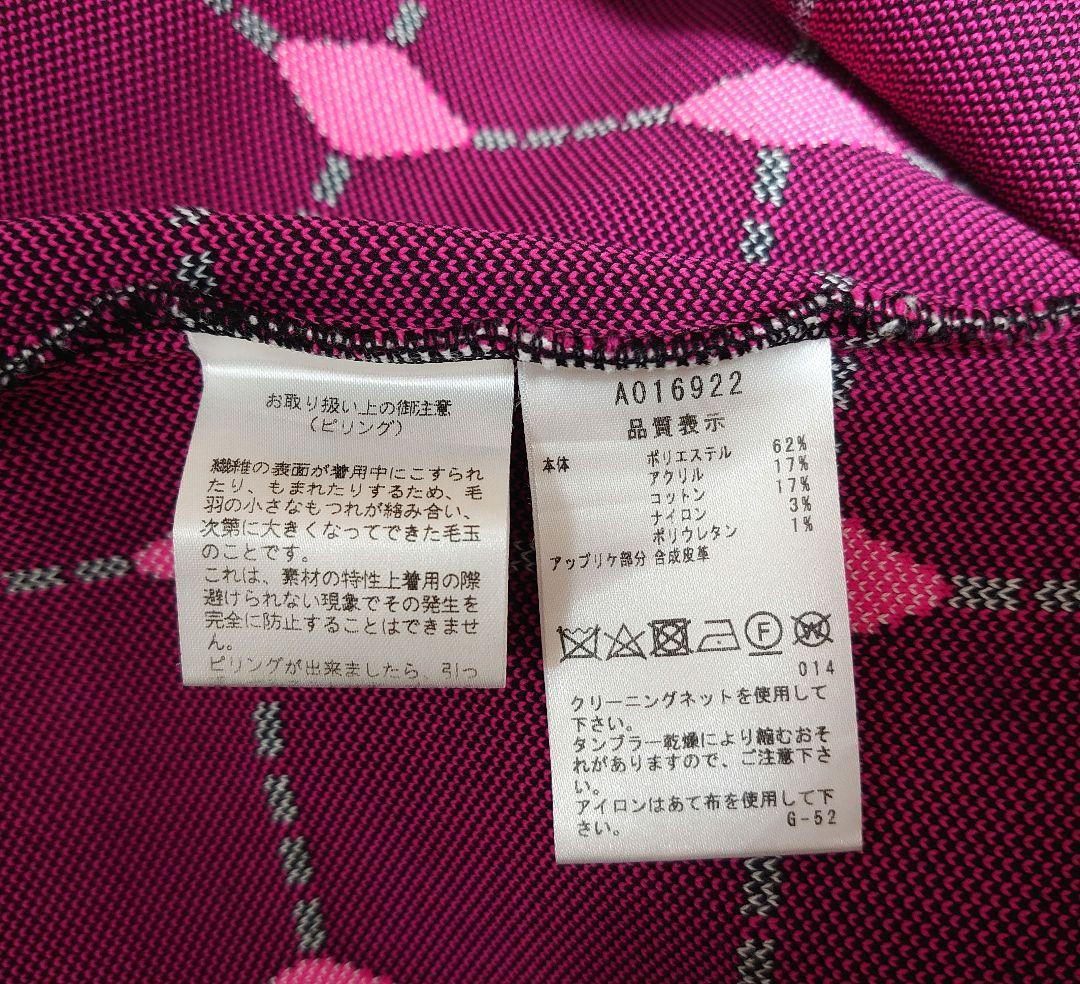 お取り扱い上の御注意
(ピリング)
繊維の表面が着用中にこすられ
たり、もまれたりするため、毛
羽の小さなもつれが絡み合い、
次第に大きくなってできた毛玉
のことです。
これは、素材の特性上着用の際
避けられない現象でその発生を
完全に防止することはできませ
ん。
ピリングが出来ましたら、引っ
A016922
品質表示
本体 ポリエステル 62%
アクリル 17%
コットン 17%
ナイロン 3%
ポリウレタン 1%
アップリケ部分 合成皮革
F W
014
クリーニングネットを使用して
下さい。
タンブラー乾燥により縮むおそ
れがありますので、ご注意下さ
い。
アイロンはあて布を使用して下
さい。 G-52